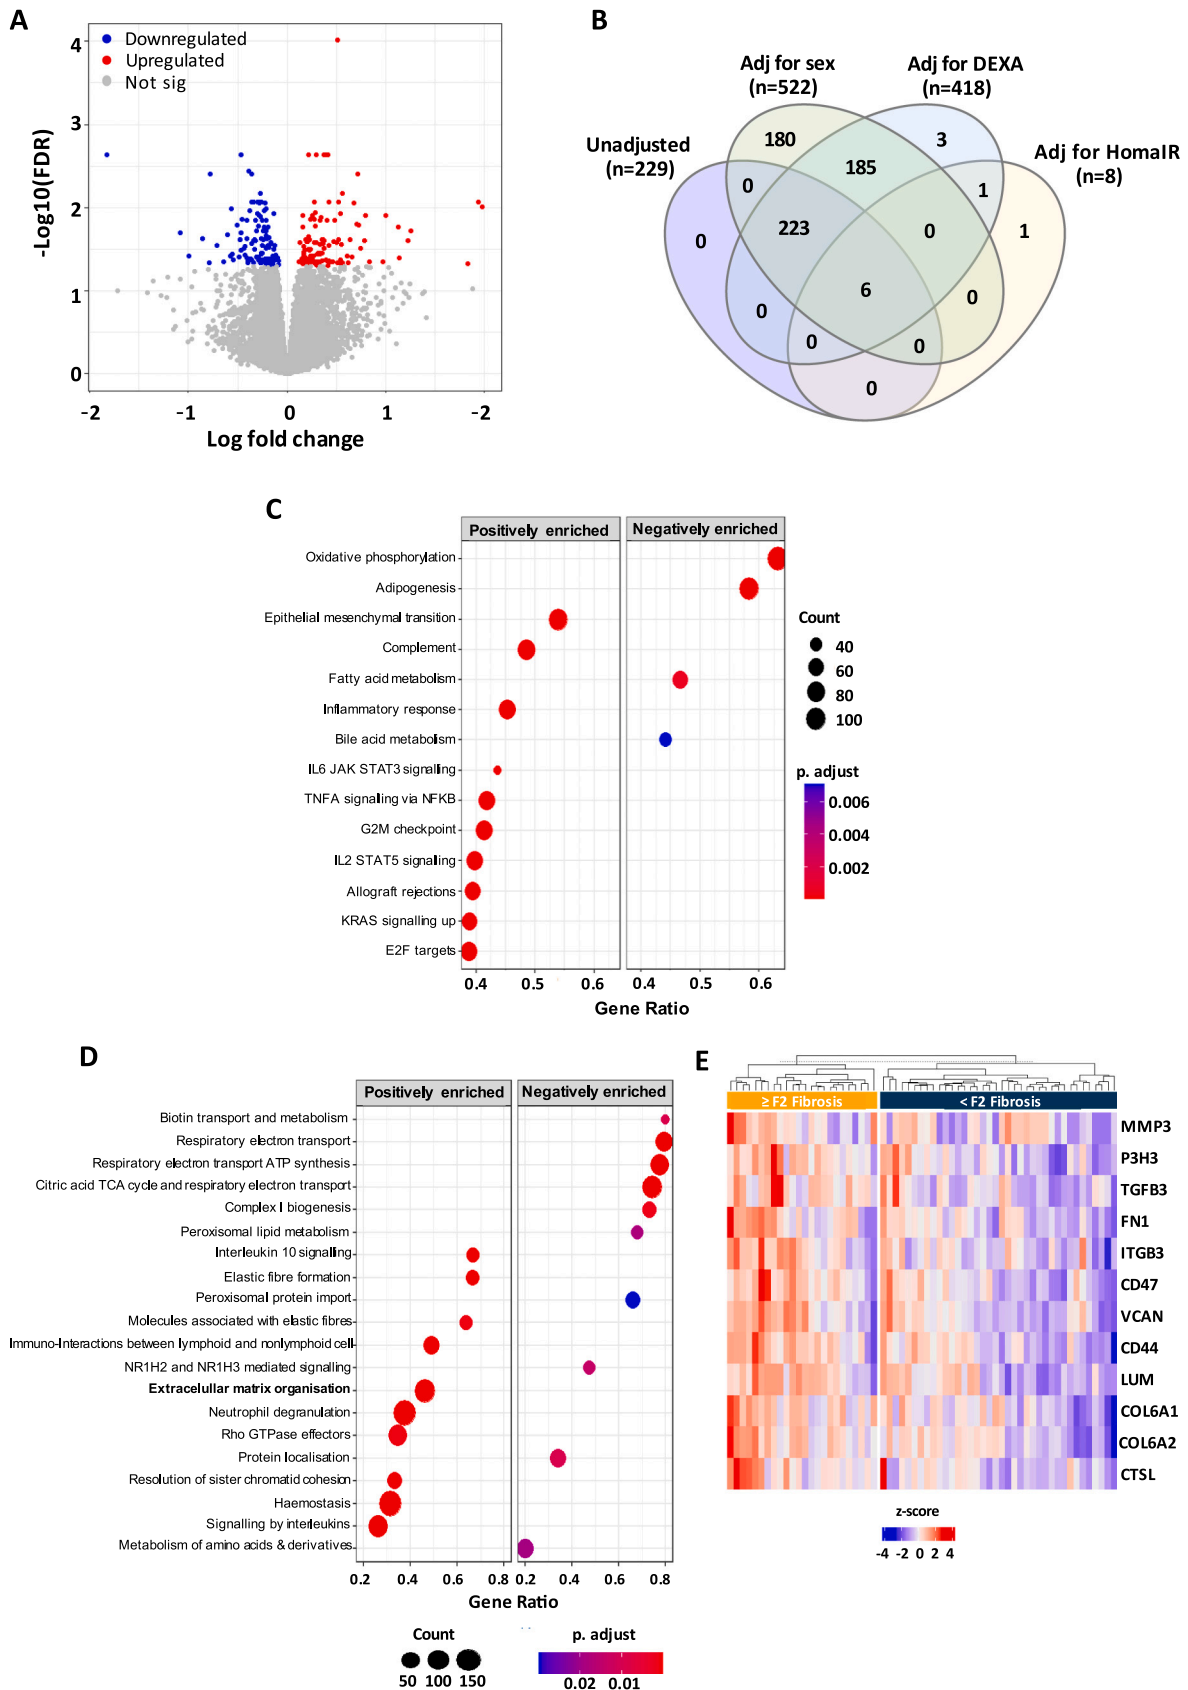 A
Downregulated
Upregulated
Not sig
-Log10(FDR)
4
3
2
1
0
-2
-1
0
1
-2
Log fold change
B
Adj for sex
(n=522)
Adj for DEXA
(n=418)
Unadjusted
(n=229)
Adj for HomaIR
(n=8)
180
3
185
0
1
223
0
1
0
6
0
0
0
0
0
C
Positively enriched
Negatively enriched
Oxidative phosphorylation
Adipogenesis
Epithelial mesenchymal transition
Complement
Fatty acid metabolism
Inflammatory response
Bile acid metabolism
IL6 JAK STAT3 signalling
TNFA signalling via NFKB
G2M checkpoint
IL2 STAT5 signalling
Allograft rejections
KRAS signalling up
E2F targets
0.4 0.5 0.6
0.4 0.5 0.6
Gene Ratio
Count
40
60
80
100
p. adjust
0.006
0.004
0.002
D
Positively enriched
Negatively enriched
Biotin transport and metabolism
Respiratory electron transport
Respiratory electron transport ATP synthesis
Citric acid TCA cycle and respiratory electron transport
Complex I biogenesis
Peroxisomal lipid metabolism
Interleukin 10 signalling
Elastic fibre formation
Peroxisomal protein import
Molecules associated with elastic fibres
Immuno-Interactions between lymphoid and nonlymphoid cell
NR1H2 and NR1H3 mediated signalling
Extracelullar matrix organisation
Neutrophil degranulation
Rho GTPase effectors
Protein localisation
Resolution of sister chromatid cohesion
Haemostasis
Signalling by interleukins
Metabolism of amino acids & derivatives
0.2 0.4 0.6 0.8
0.2 0.4 0.6 0.8
Gene Ratio
Count
50 100 150
p. adjust
0.02 0.01
E
≥ F2 Fibrosis
< F2 Fibrosis
MMP3
P3H3
TGFB3
FN1
ITGB3
CD47
VCAN
CD44
LUM
COL6A1
COL6A2
CTSL
z-score
-4 -2 0 2 4